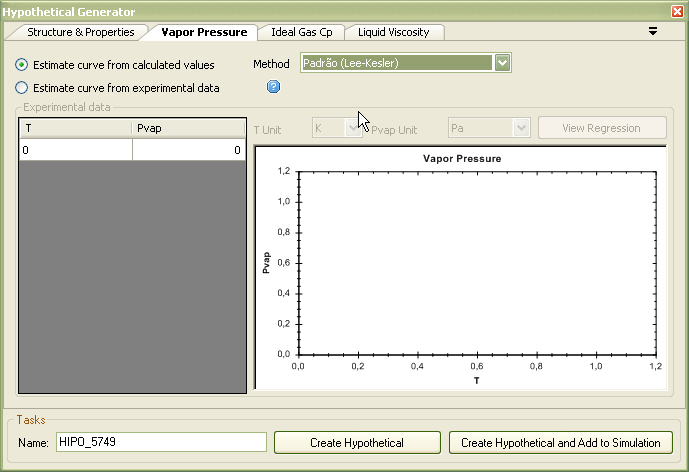 Hypothetical Generator
Structure & Properties Vapor Pressure Ideal Gas Cp Liquid Viscosity
Estimate curve from calculated values Method Padrão (Lee-Kesler)
Estimate curve from experimental data ?
Experimental data
T Pvap T Unit K Pvap Unit Pa View Regression
0 0
Vapor Pressure
1,2
1,0
0,8
0,6
0,4
0,2
0,0
Pvap
0,0 0,2 0,4 0,6 0,8 1,0 1,2
T
Tasks
Name: HIPO_5749 Create Hypothetical Create Hypothetical and Add to Simulation